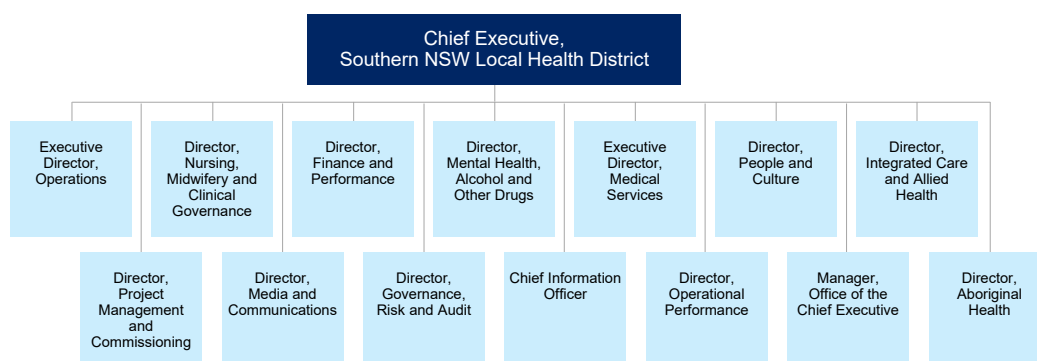 Chief Executive,
Southern NSW Local Health District
Executive
Director,
Operations
Director,
Nursing,
Midwifery and
Clinical
Governance
Director,
Finance and
Performance
Director,
Mental Health,
Alcohol and
Other Drugs
Executive
Director,
Medical
Services
Director,
People and
Culture
Director,
Integrated Care
and Allied
Health
Director,
Project
Management
and
Commissioning
Director,
Media and
Communications
Director,
Governance,
Risk and Audit
Chief Information
Officer
Director,
Operational
Performance
Manager,
Office of the
Chief Executive
Director,
Aboriginal
Health